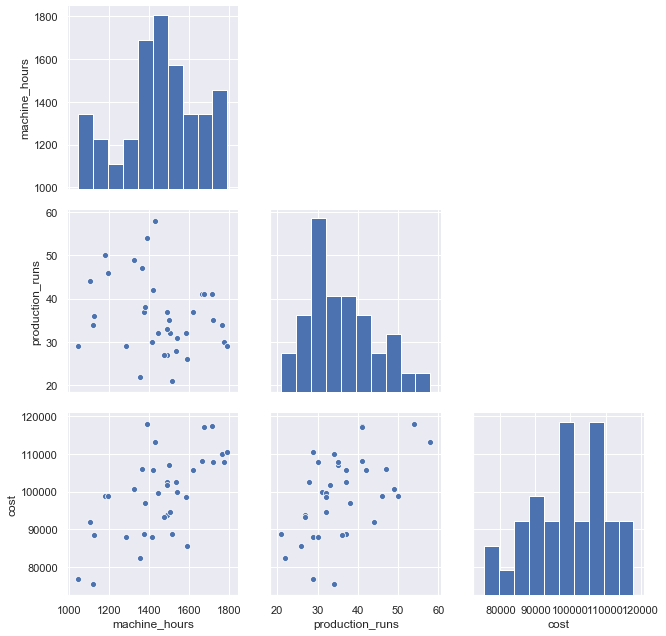 1800
1600
1400
1200
1000
machine_hours
60
50
40
30
20
production_runs
120000
110000
100000
90000
80000
cost
1000 1200 1400 1600 1800
machine_hours
20 30 40 50 60
production_runs
80000 90000 100000 110000 120000
cost